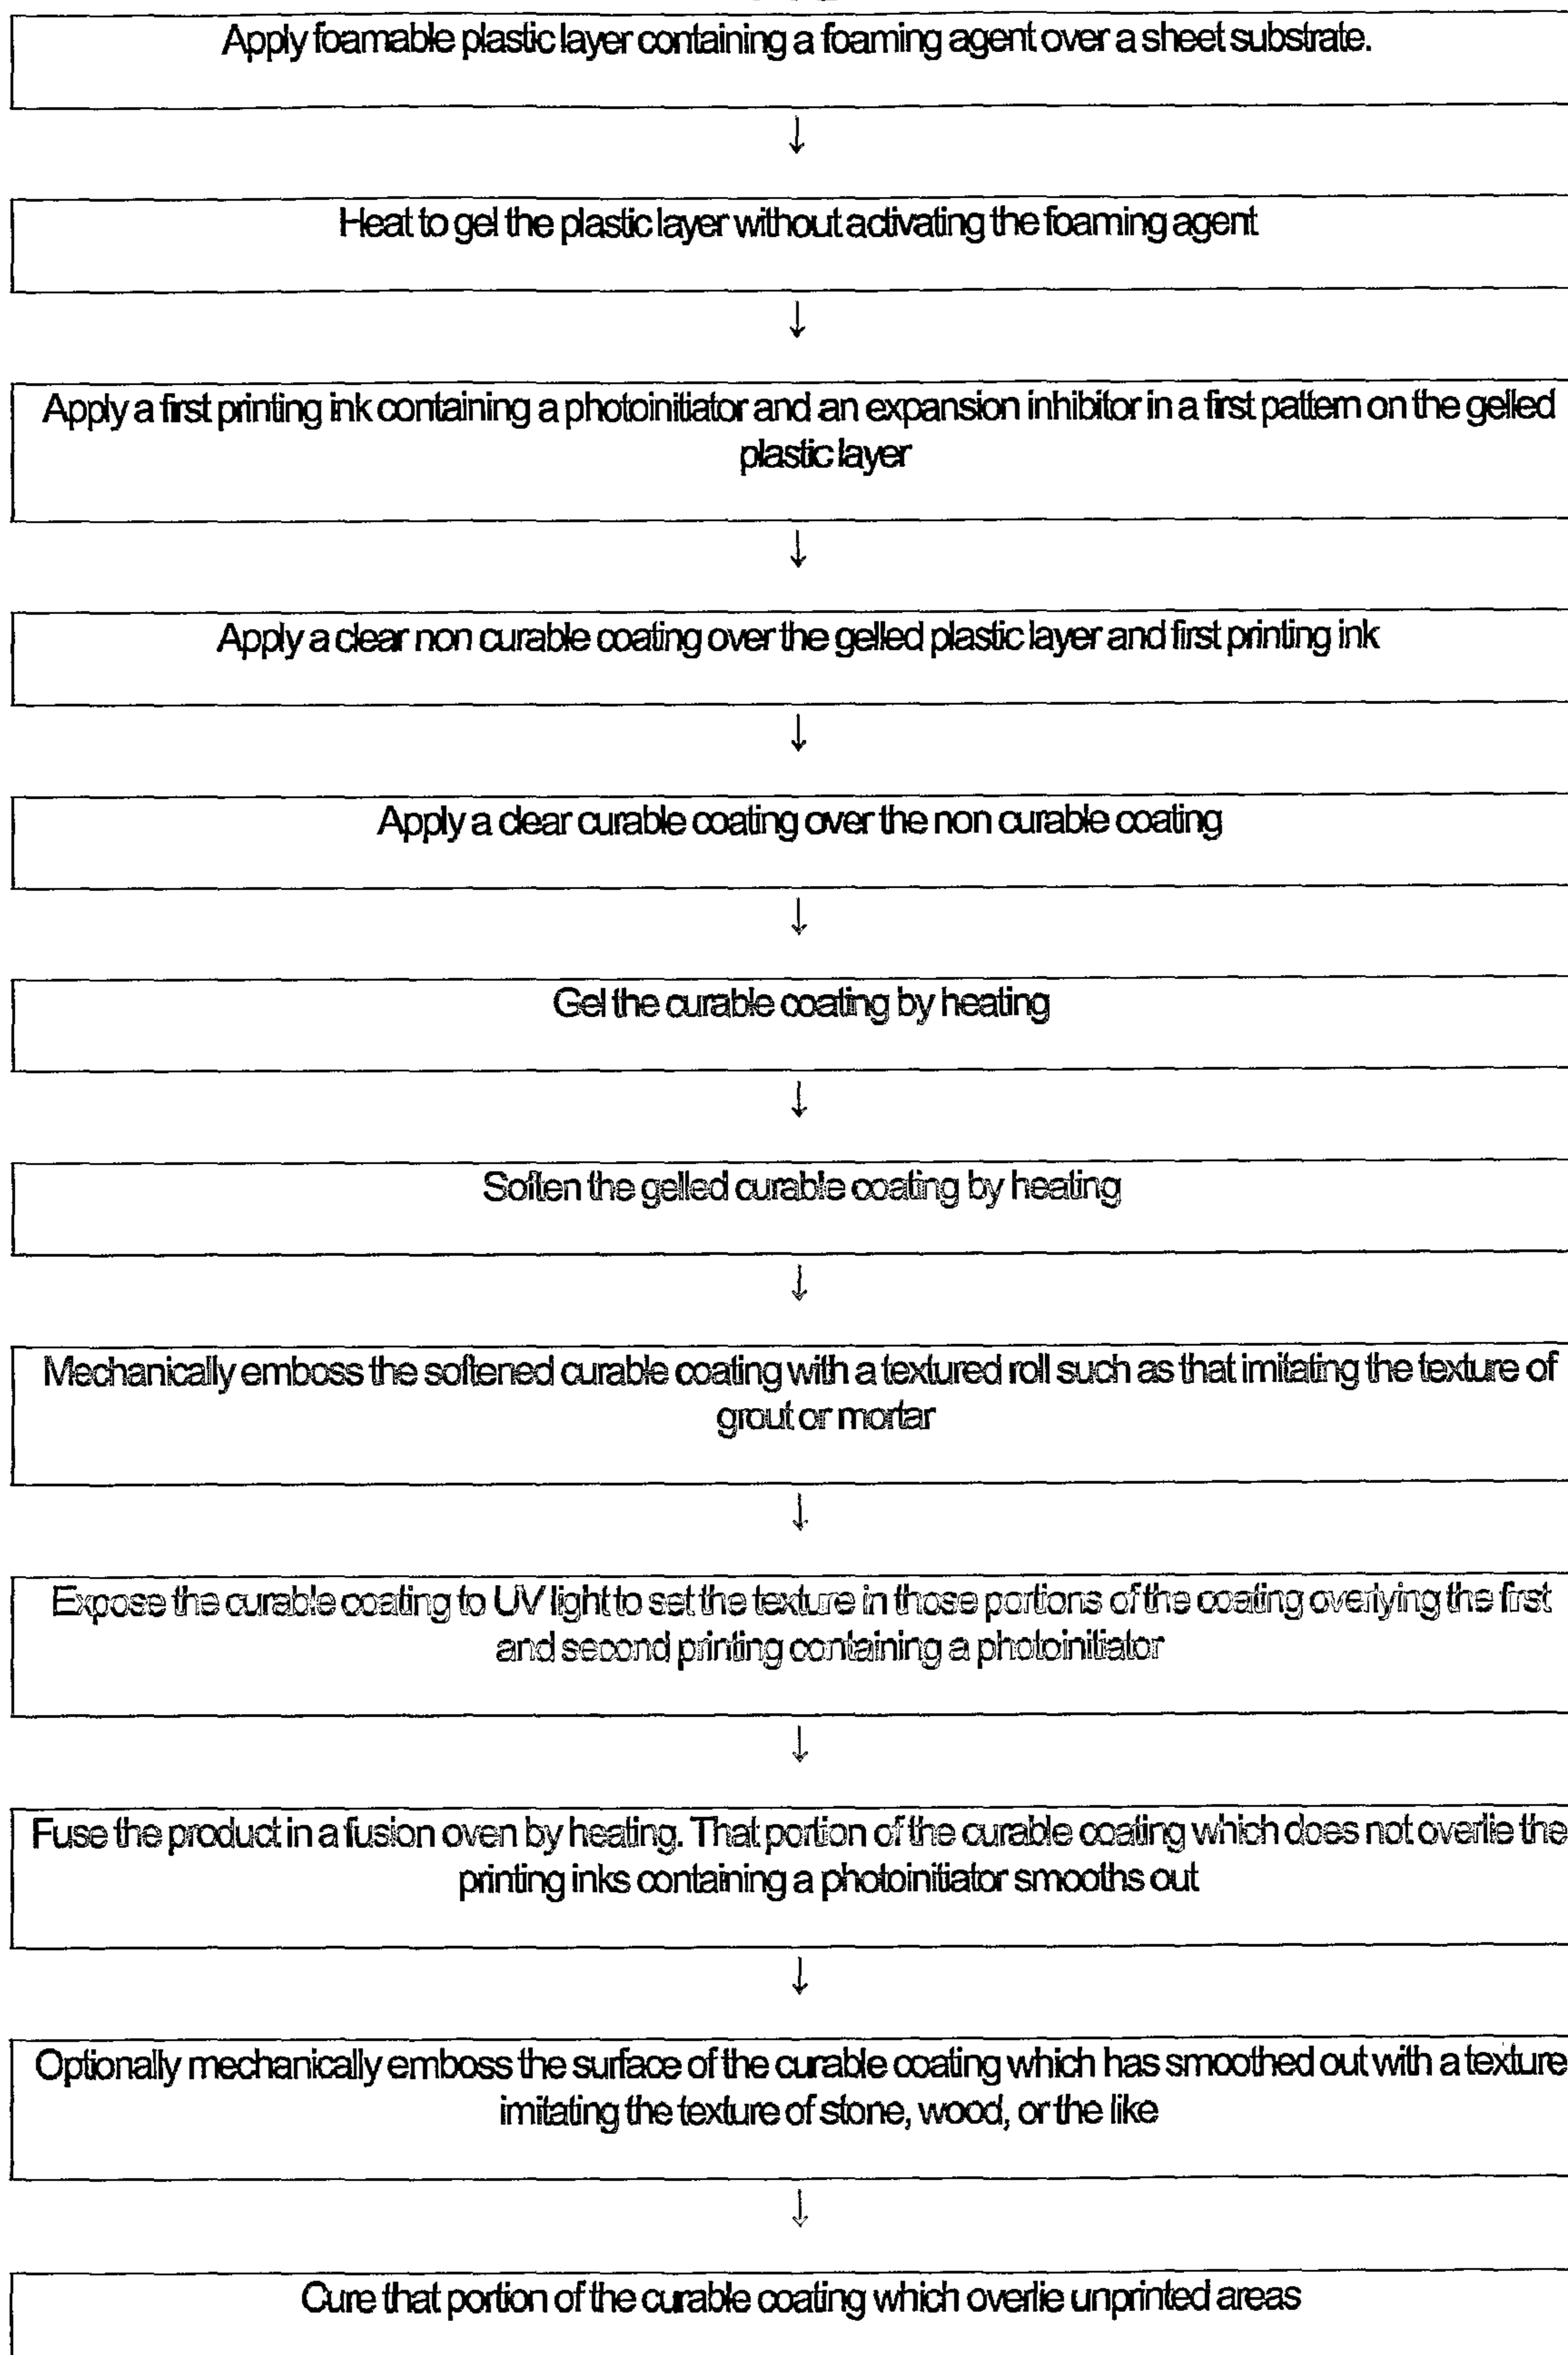 Apply foamable plastic layer containing a foaming agent over a sheet substrate.
Heat to gel the plastic layer without activating the foaming agent
Apply a first printing ink containing a photoinitiator and an expansion inhibitor in a first pattern on the gelled
plastic layer
Apply a clear non curable coating over the gelled plastic layer and first printing ink
Apply a clear curable coating over the non curable coating
Gel the curable coating by heating
Soften the gelled curable coating by heating
Mechanically emboss the softened curable coating with a textured roll such as that imitating the texture of
grout or mortar
Expose the curable coating to UV light to set the texture in those portions of the coating overlying the first
and second printing containing a photoinitiator
Fuse the product in a fusion oven by heating. That portion of the curable coating which does not overlie the
printing inks containing a photoinitiator smooths out
Optionally mechanically emboss the surface of the curable coating which has smoothed out with a texture
imitating the texture of stone, wood, or the like
Cure that portion of the curable coating which overlie unprinted areas